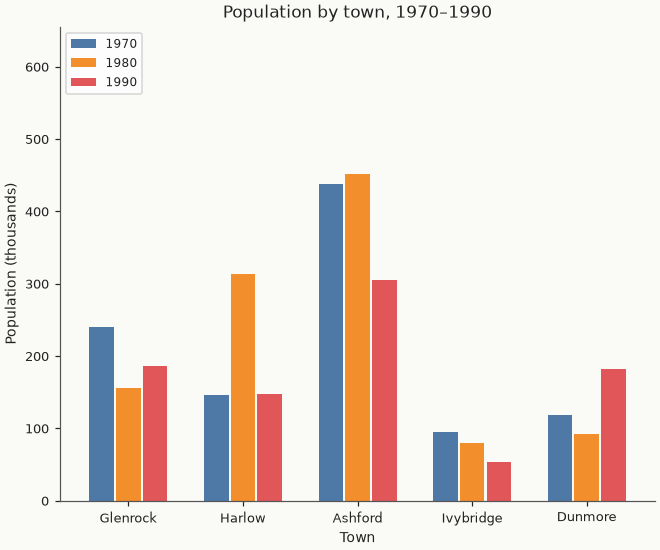 Population by town, 1970–1990
1970
1980
1990
600
500
400
300
200
100
0
Population (thousands)
Glenrock
Harlow
Ashford
Ivybridge
Dunmore
Town